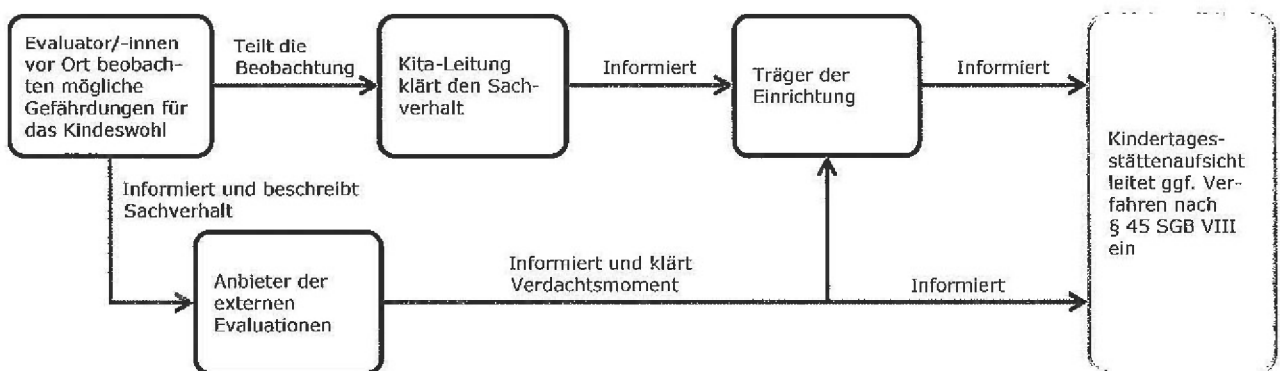 Evaluator/-innen
vor Ort beobach-
ten mögliche
Gefährdungen für
das Kindeswohl
Teilt die
Beobachtung
Kita-Leitung
klärt den Sach-
verhalt
Informiert
Träger der
Einrichtung
Informiert
Kindertages-
stättenaufsicht
leitet ggf. Ver-
fahren nach
§ 45 SGB VIII
ein
Informiert und beschreibt
Sachverhalt
Anbieter der
externen
Evaluationen
Informiert und klärt
Verdachtsmoment
Informiert